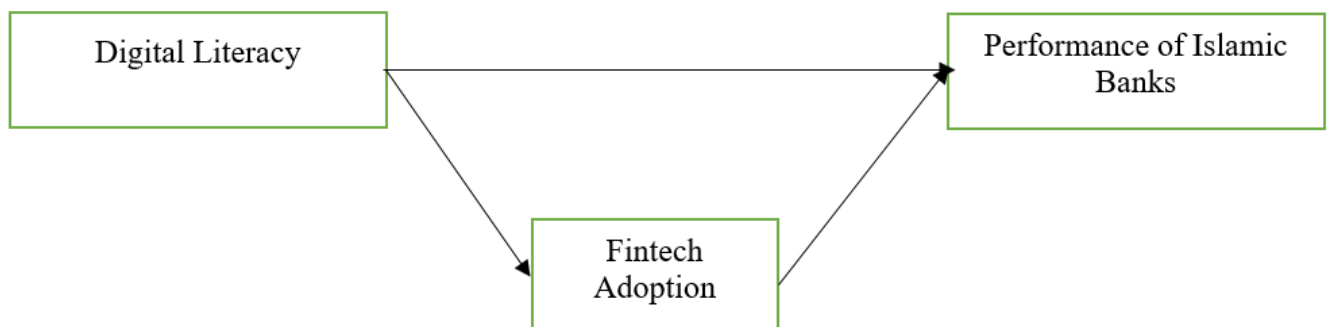 Digital Literacy
Performance of Islamic
Banks
Fintech
Adoption